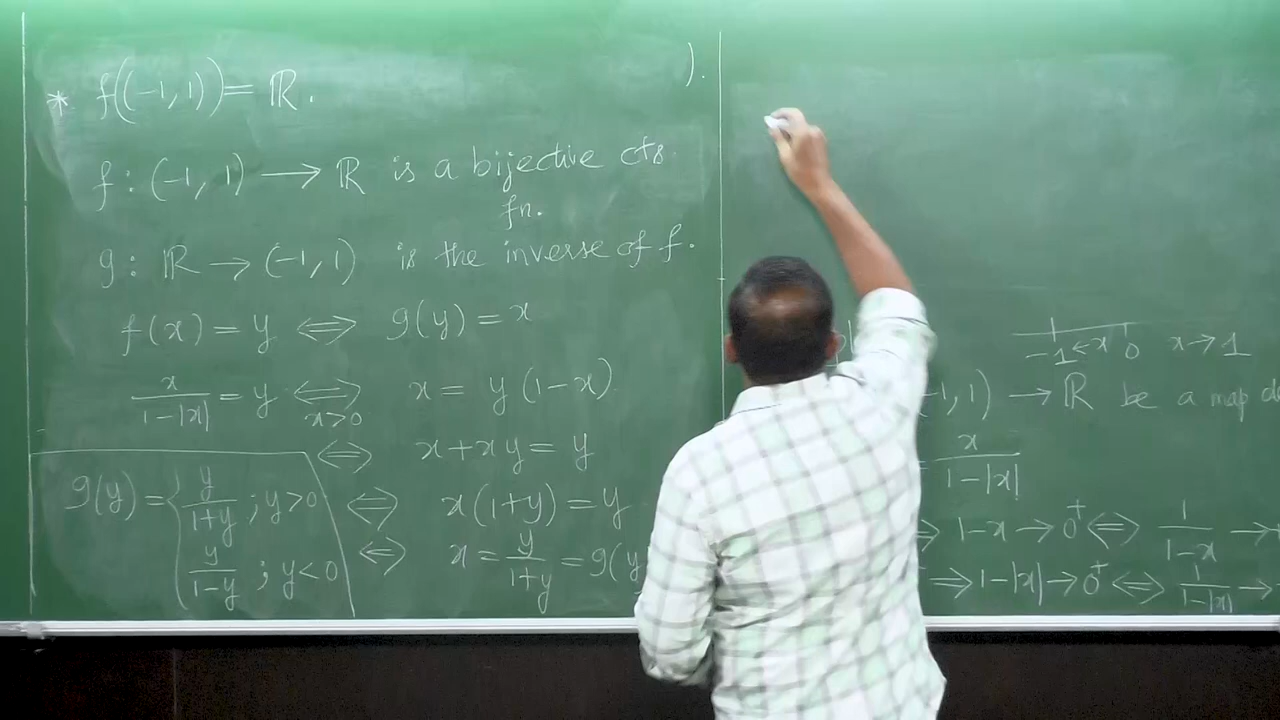 * f((-1, 1)) = ℝ.
).
f : (-1, 1) ⟶ ℝ is a bijective cts
fn.
g : ℝ → (-1, 1) is the inverse of f.
f(x) = y ⟺ g(y) = x
x/(1-|x|) = y ⟺ x>0 x = y (1-x)
⟺ x + xy = y
⟺ x(1+y) = y
⟺ x = y/(1+y) = g(y
g(y) = { y/(1+y) ; y>0
y/(1-y) ; y<0
-1 ← x 0 x → 1
-1, 1) → ℝ be a map
x/(1-|x|)
⇒ 1-x → 0⁺ ⟺ 1/(1-x) →
⇒ 1-|x| → 0⁺ ⟺ 1/(1-|x|) →